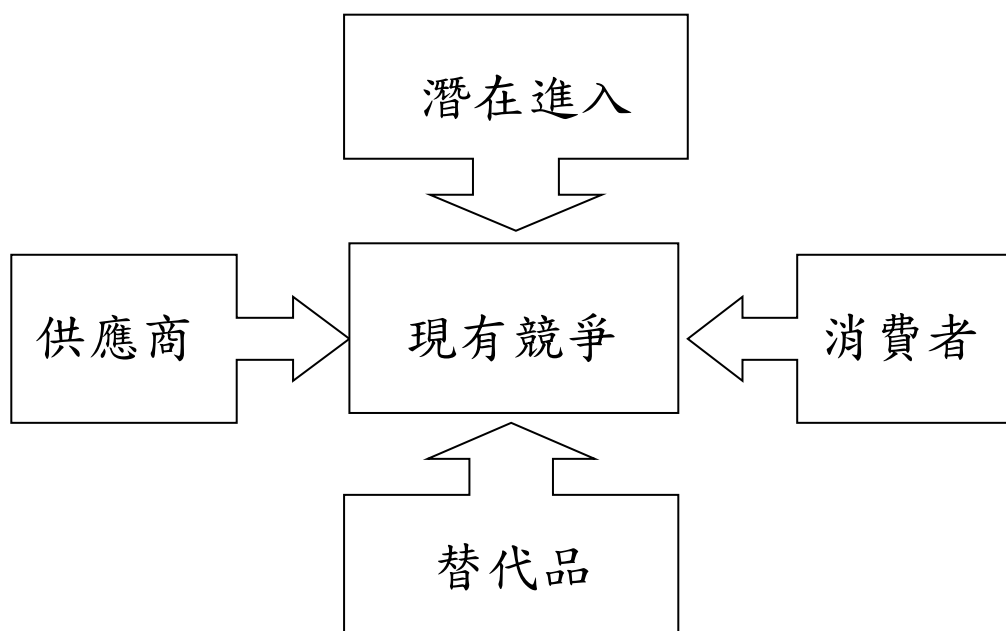 潛在進入
供應商
現有競爭
消費者
替代品